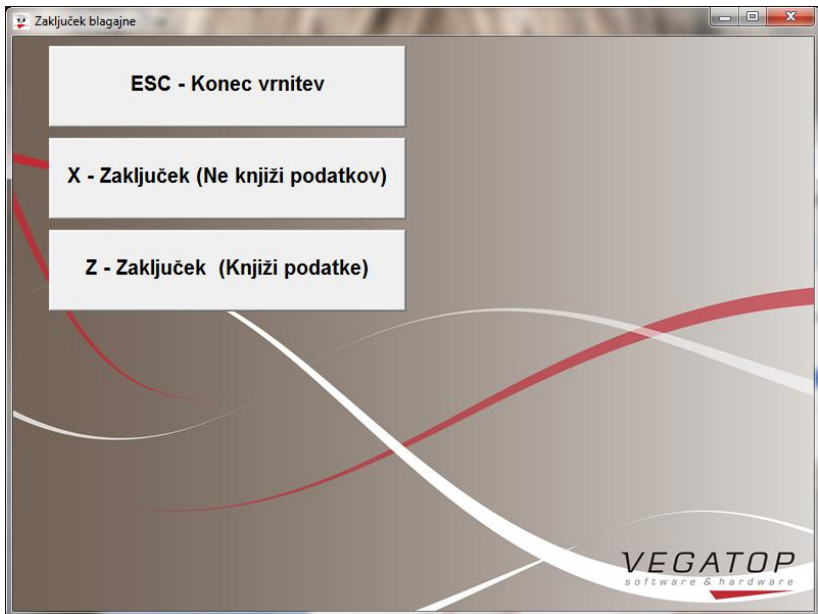 Zaključek blagajne
ESC - Konec vrnitev
X - Zaključek (Ne knjiži podatkov)
Z - Zaključek (Knjiži podatke)
VEGATOP
software & hardware